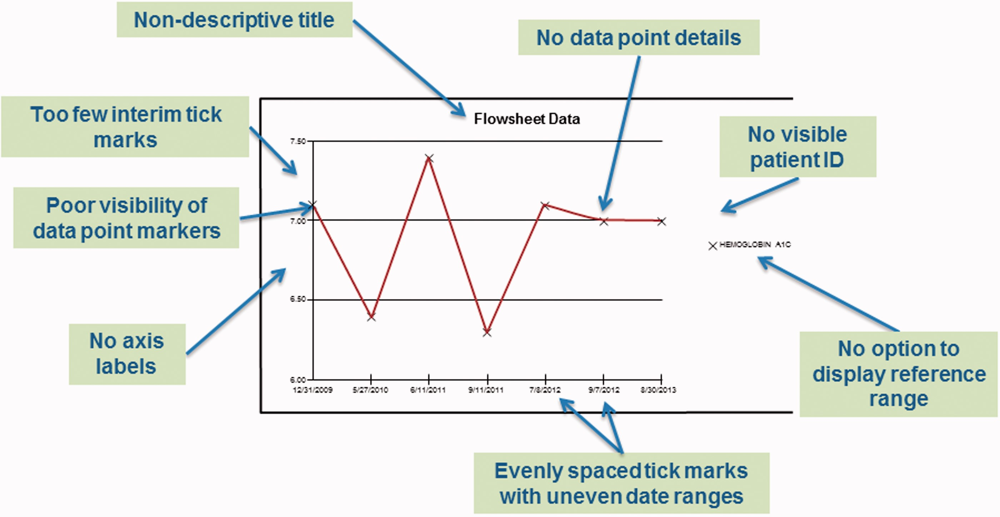 Non-descriptive title
No data point details
Too few interim tick
marks
Flowsheet Data
No visible
patient ID
7.50
Poor visibility of
data point markers
7.00
HEMOGLOBIN A1C
6.50
No axis
labels
No option to
display reference
range
6.00
12/31/2009 5/27/2010 6/11/2011 9/11/2011 7/8/2012 9/7/2012 8/30/2013
Evenly spaced tick marks
with uneven date ranges